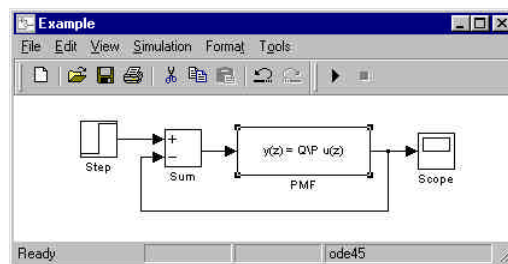 Example
File Edit View Simulation Format Tools
Step
+
−
Sum
y(z) = Q\P u(z)
PMF
Scope
Ready
ode45